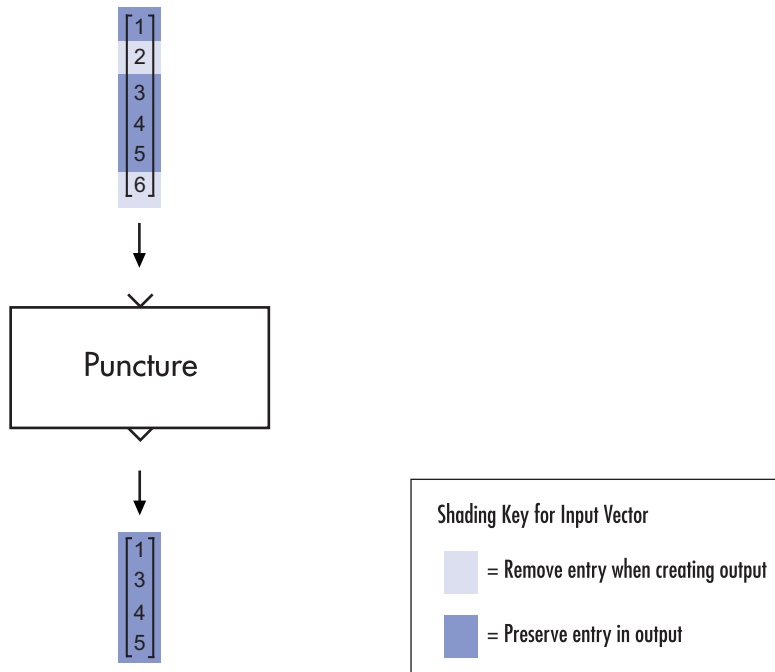 1
2
3
4
5
6
Puncture
1
3
4
5
Shading Key for Input Vector
= Remove entry when creating output
= Preserve entry in output